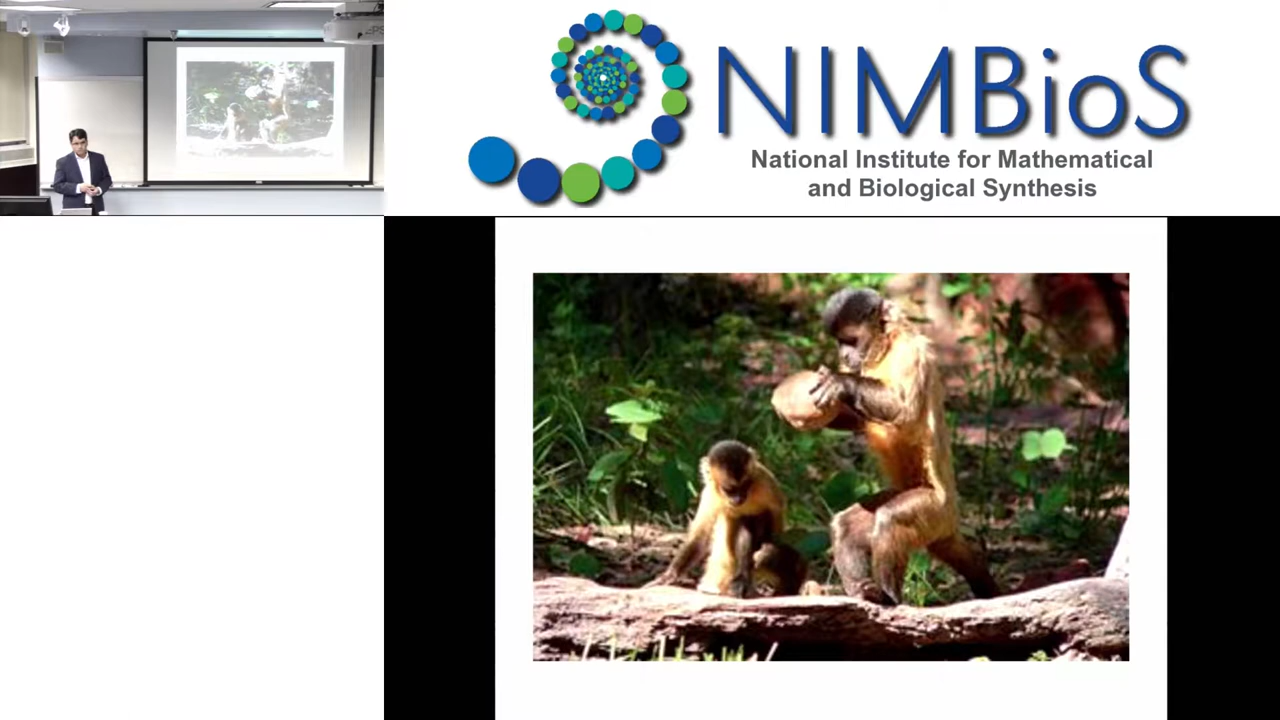 NIMBioS
National Institute for Mathematical
and Biological Synthesis